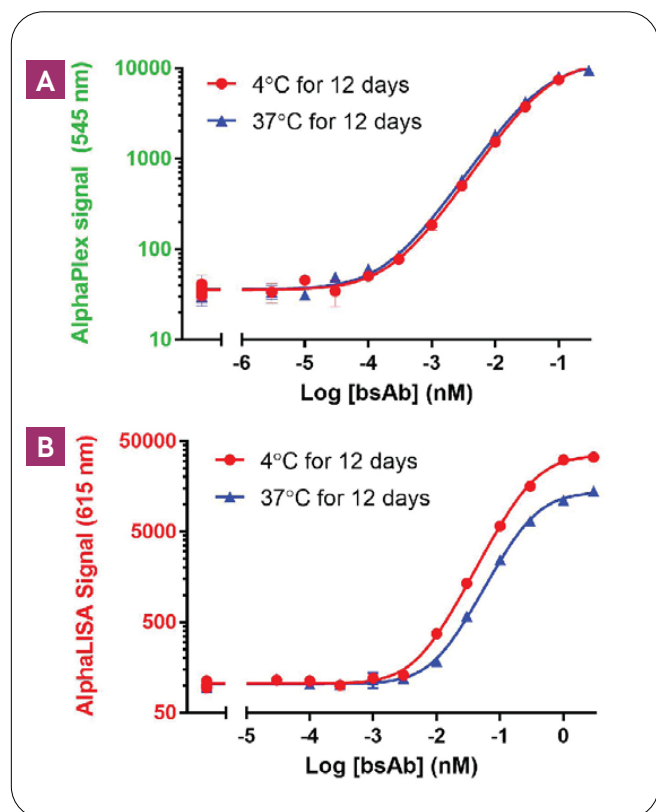 A
AlphaPlex signal (545 nm)
10000
1000
100
10
4°C for 12 days
37°C for 12 days
-6 -5 -4 -3 -2 -1
Log [bsAb] (nM)
B
AlphaLISA Signal (615 nm)
50000
5000
500
50
4°C for 12 days
37°C for 12 days
-5 -4 -3 -2 -1 0
Log [bsAb] (nM)